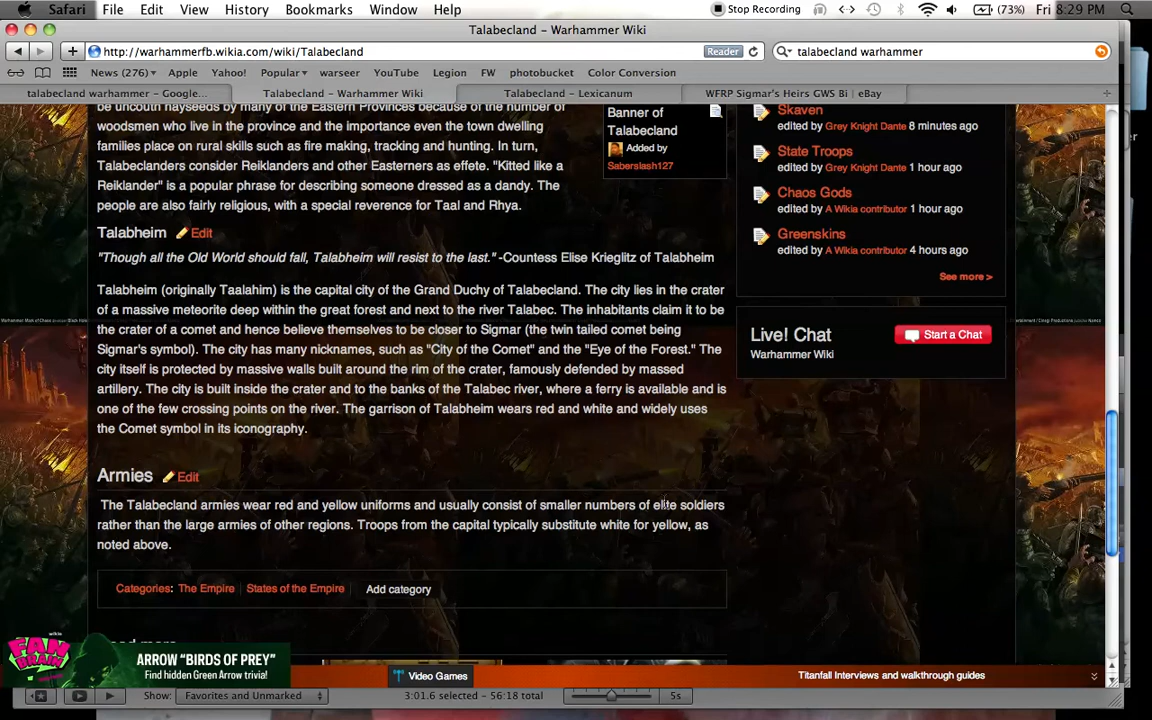 Safari File Edit View History Bookmarks Window Help Stop Recording (73%) Fri 8:29 PM
Talabecland – Warhammer Wiki
http://warhammerfb.wikia.com/wiki/Talabecland Reader talabecland warhammer
News (276) Apple Yahoo! Popular warseer YouTube Legion FW photobucket Color Conversion
talabecland warhammer – Google... Talabecland – Warhammer Wiki Talabecland – Lexicanum WFRP Sigmar's Heirs GWS Bi | eBay
be uncouth nayseeds by many of the Eastern Provinces because of the number of
woodsmen who live in the province and the importance even the town dwelling
families place on rural skills such as fire making, tracking and hunting. In turn,
Talabeclanders consider Reiklanders and other Easterners as effete. "Kitted like a
Reiklander" is a popular phrase for describing someone dressed as a dandy. The
people are also fairly religious, with a special reverence for Taal and Rhya.
Banner of
Talabecland
Added by
Saberslash127
Skaven
edited by Grey Knight Dante 8 minutes ago
State Troops
edited by Grey Knight Dante 1 hour ago
Chaos Gods
edited by A Wikia contributor 1 hour ago
Greenskins
edited by A Wikia contributor 4 hours ago
See more >
Talabheim Edit
"Though all the Old World should fall, Talabheim will resist to the last." -Countess Elise Krieglitz of Talabheim
Talabheim (originally Taalahim) is the capital city of the Grand Duchy of Talabecland. The city lies in the crater
of a massive meteorite deep within the great forest and next to the river Talabec. The inhabitants claim it to be
the crater of a comet and hence believe themselves to be closer to Sigmar (the twin tailed comet being
Sigmar's symbol). The city has many nicknames, such as "City of the Comet" and the "Eye of the Forest." The
city itself is protected by massive walls built around the rim of the crater, famously defended by massed
artillery. The city is built inside the crater and to the banks of the Talabec river, where a ferry is available and is
one of the few crossing points on the river. The garrison of Talabheim wears red and white and widely uses
the Comet symbol in its iconography.
Live! Chat
Warhammer Wiki
Start a Chat
Armies Edit
The Talabecland armies wear red and yellow uniforms and usually consist of smaller numbers of elite soldiers
rather than the large armies of other regions. Troops from the capital typically substitute white for yellow, as
noted above.
Categories: The Empire States of the Empire Add category
wikia
FAN
BRAIN
ARROW "BIRDS OF PREY"
Find hidden Green Arrow trivia!
Video Games
Titanfall Interviews and walkthrough guides
Show: Favorites and Unmarked 3:01.6 selected - 56:18 total 5s